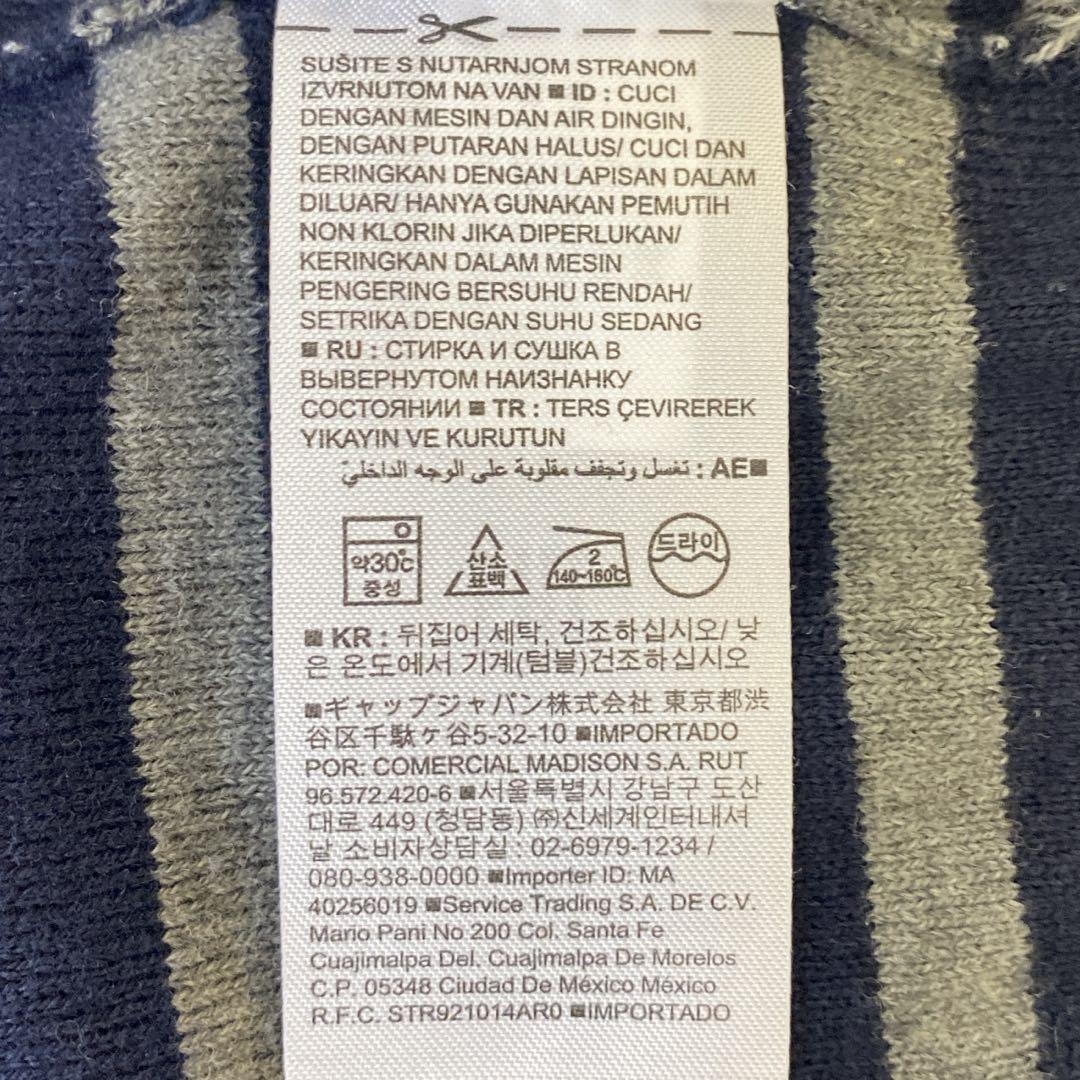 SUŠITE S NUTARNJOM STRANOM
IZVRNUTOM NA VAN ■ ID : CUCI
DENGAN MESIN DAN AIR DINGIN,
DENGAN PUTARAN HALUS/ CUCI DAN
KERINGKAN DENGAN LAPISAN DALAM
DILUAR/ HANYA GUNAKAN PEMUTIH
NON KLORIN JIKA DIPERLUKAN/
KERINGKAN DALAM MESIN
PENGERING BERSUHU RENDAH/
SETRIKA DENGAN SUHU SEDANG
■ RU : СТИРКА И СУШКА В
ВЫВЕРНУТОМ НАИЗНАНКУ
СОСТОЯНИИ ■ TR : TERS ÇEVIREREK
YIKAYIN VE KURUTUN
■AE : تغسل وتجفف مقلوبة على الوجه الداخليّ
약30℃
중성
산소
표백
2
140~160℃
드라이
■ KR : 뒤집어 세탁, 건조하십시오/ 낮
은 온도에서 기계(텀블)건조하십시오
■ギャップジャパン株式会社 東京都渋
谷区千駄ケ谷5-32-10 ■IMPORTADO
POR: COMERCIAL MADISON S.A. RUT
96.572.420-6 ■서울특별시 강남구 도산
대로 449 (청담동) ㈜신세계인터내셔
날 소비자상담실 : 02-6979-1234 /
080-938-0000 ■Importer ID: MA
40256019 ■Service Trading S.A. DE C.V.
Mario Pani No 200 Col. Santa Fe
Cuajimalpa Del. Cuajimalpa De Morelos
C.P. 05348 Ciudad De México México
R.F.C. STR921014AR0 ■IMPORTADO